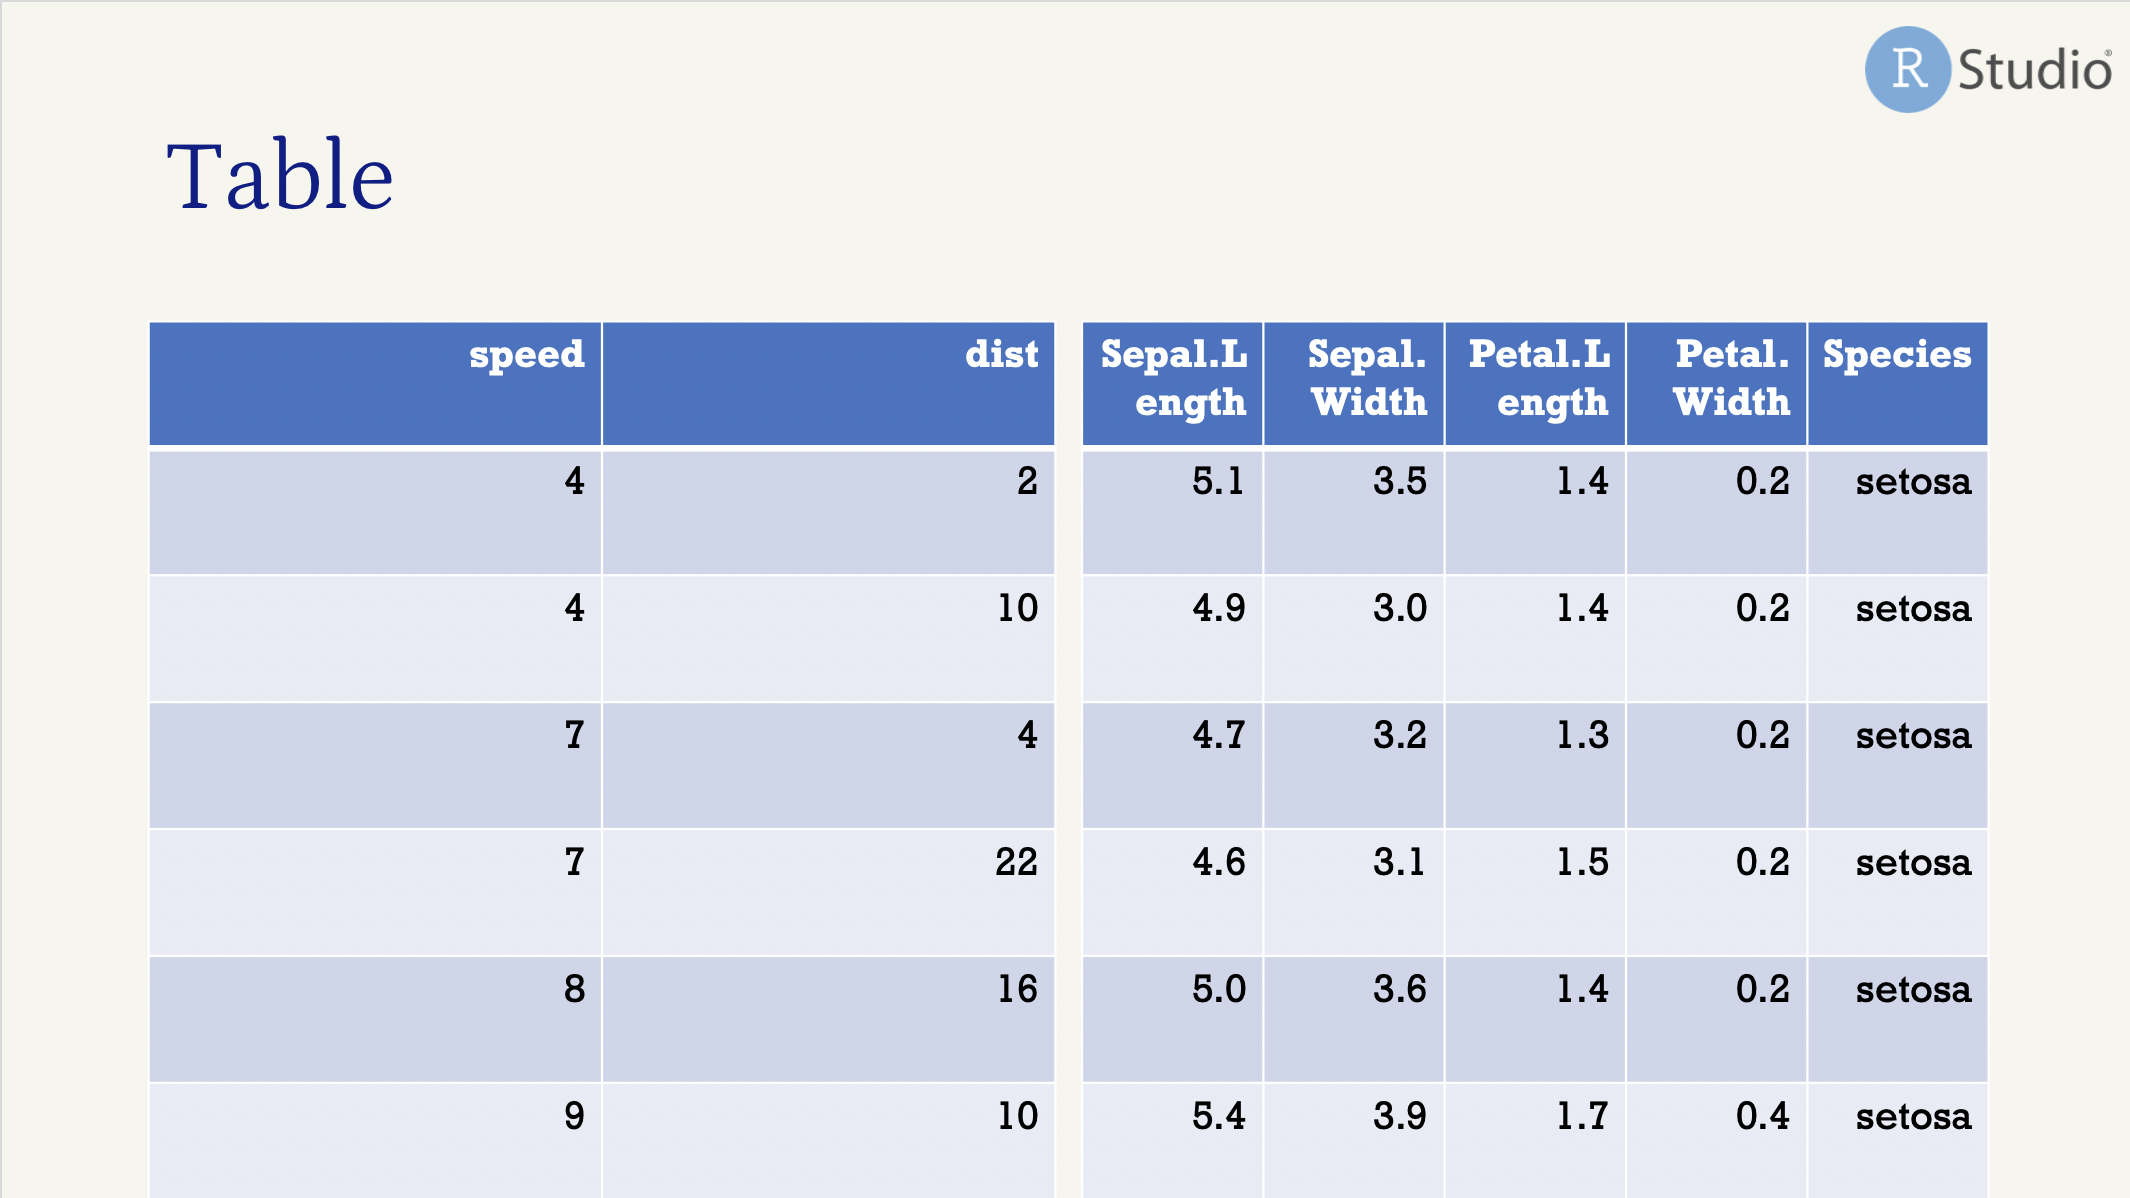 R Studio®
Table
speed dist
4 2
4 10
7 4
7 22
8 16
9 10
Sepal.L Sepal. Petal.L Petal. Species
ength Width ength Width
5.1 3.5 1.4 0.2 setosa
4.9 3.0 1.4 0.2 setosa
4.7 3.2 1.3 0.2 setosa
4.6 3.1 1.5 0.2 setosa
5.0 3.6 1.4 0.2 setosa
5.4 3.9 1.7 0.4 setosa